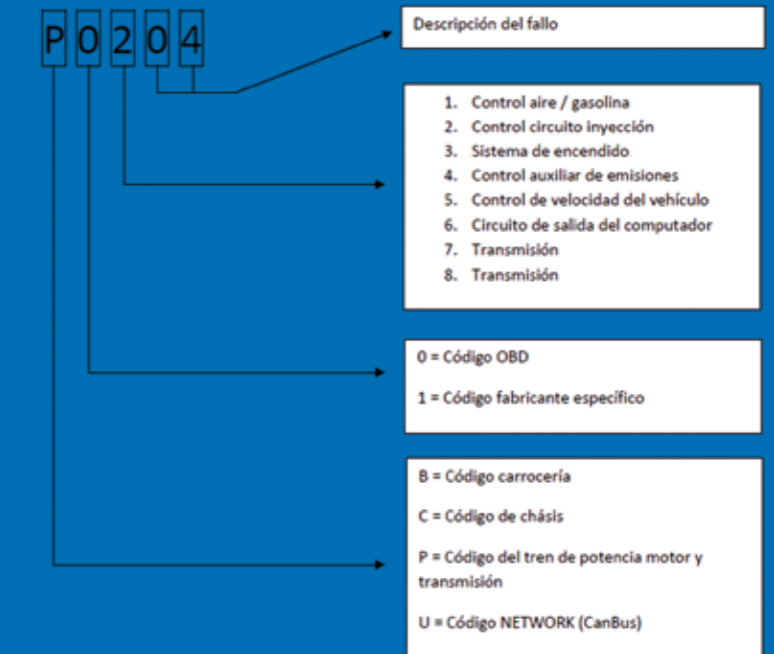 P0204
Descripción del fallo
1. Control aire / gasolina
2. Control circuito inyección
3. Sistema de encendido.
4. Control auxiliar de emisiones
5. Control de velocidad del vehículo
6. Circuito de salida del computador
7. Transmisión
8. Transmisión
0 = Código OBD
1 = Código fabricante específico
B = Código carrocería
C = Código de chásis
P = Código del tren de potencia motor y
transmisión
U = Código NETWORK (CanBus)